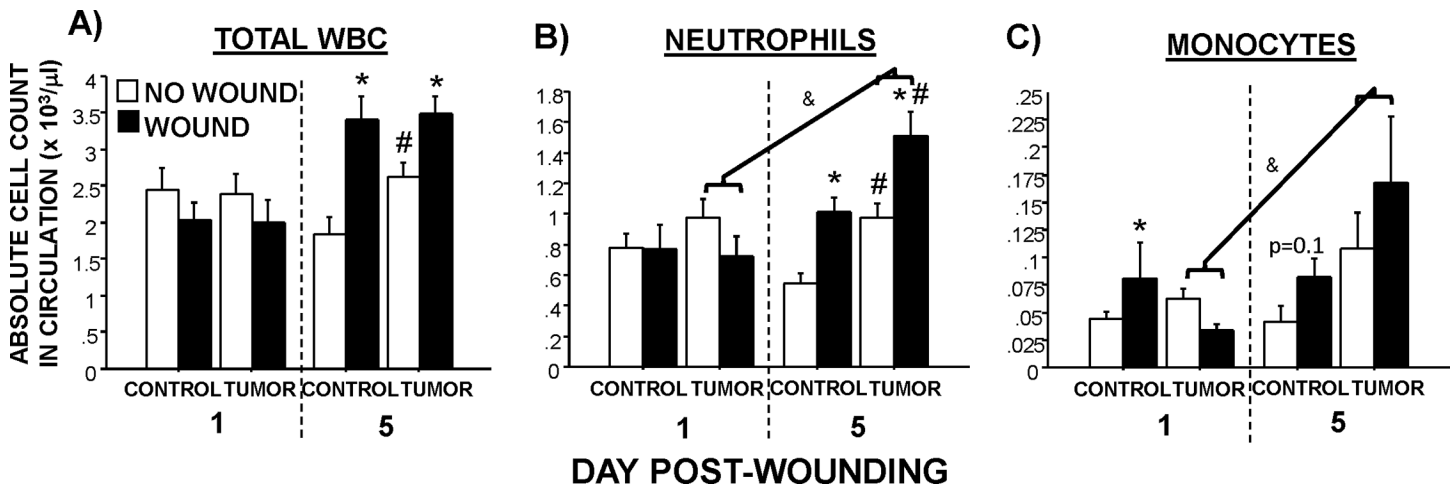 A)
TOTAL WBC
ABSOLUTE CELL COUNT
IN CIRCULATION (x 10³/µl)
4
3.5
3
2.5
2
1.5
1
.5
0
NO WOUND
WOUND
*
#
*
CONTROL TUMOR CONTROL TUMOR
1 5
B)
NEUTROPHILS
1.8
1.6
1.4
1.2
1
.8
.6
.4
.2
0
&
*
#
* #
CONTROL TUMOR CONTROL TUMOR
1 5
C)
MONOCYTES
.25
.225
.2
.175
.15
.125
.1
.075
.05
.025
0
*
&
p=0.1
CONTROL TUMOR CONTROL TUMOR
1 5
DAY POST-WOUNDING